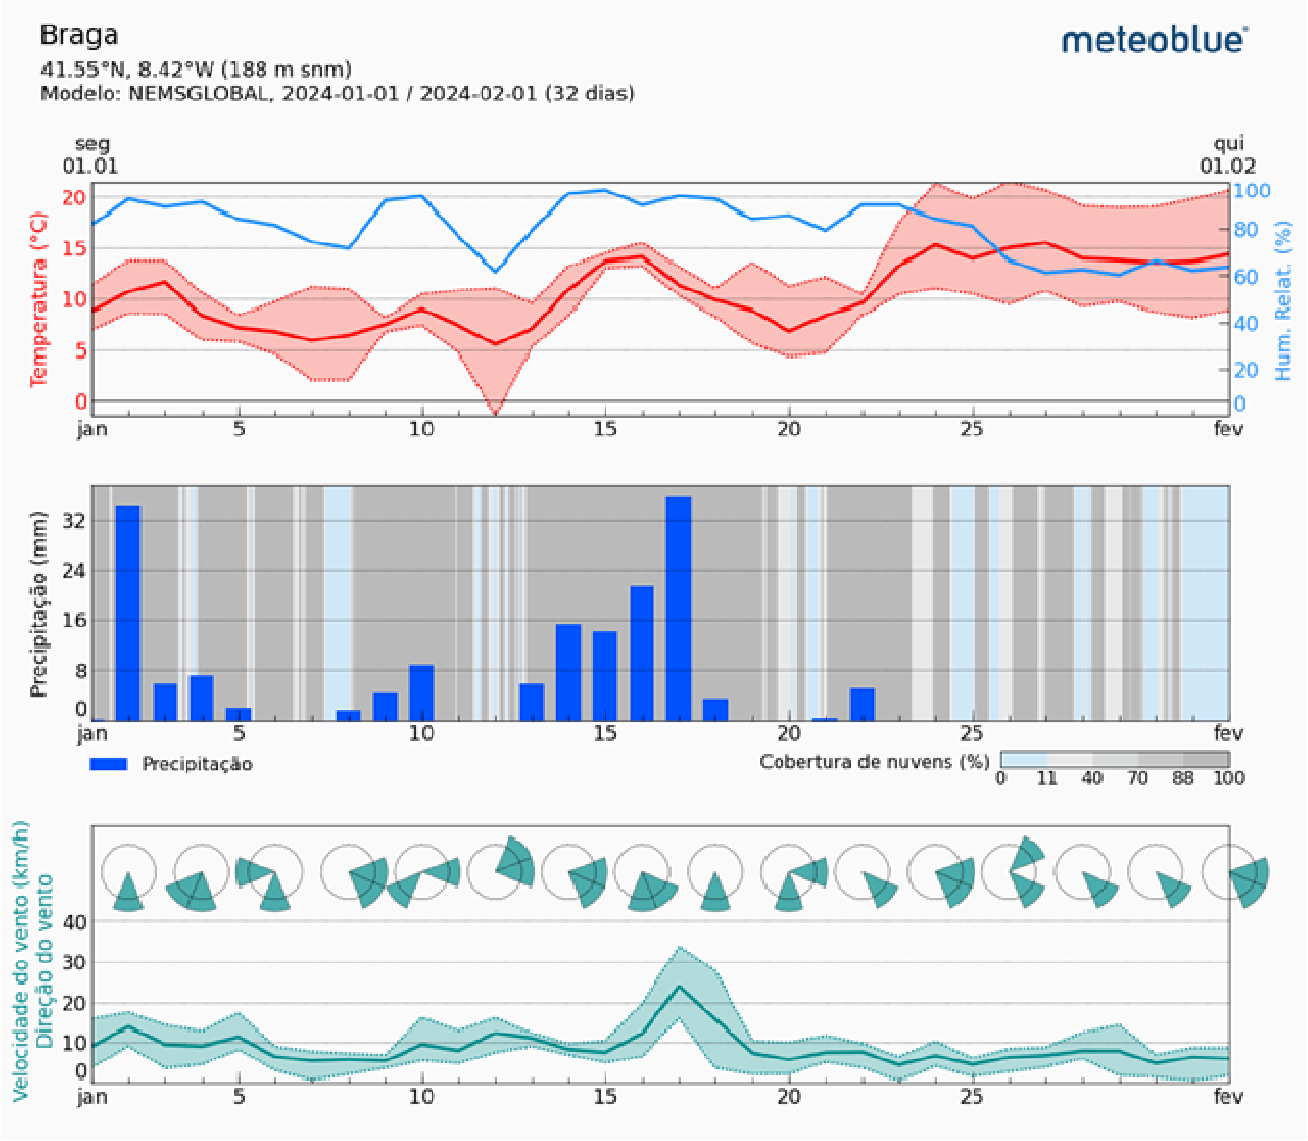 Braga
meteoblue
41.55°N, 8.42°W (188 m snm)
Modelo: NEMSGLOBAL, 2024-01-01 / 2024-02-01 (32 dias)
seg
01.01
qui
01.02
Temperatura (°C)
20
15
10
5
0
100
80
60
40
20
0
Hum. Relat. (%)
jan 5 10 15 20 25 fev
Precipitação (mm)
32
24
16
8
0
jan 5 10 15 20 25 fev
Precipitação
Cobertura de nuvens (%)
0 11 40 70 88 100
Velocidade do vento (km/h)
Direção do vento
40
30
20
10
0
jan 5 10 15 20 25 fev